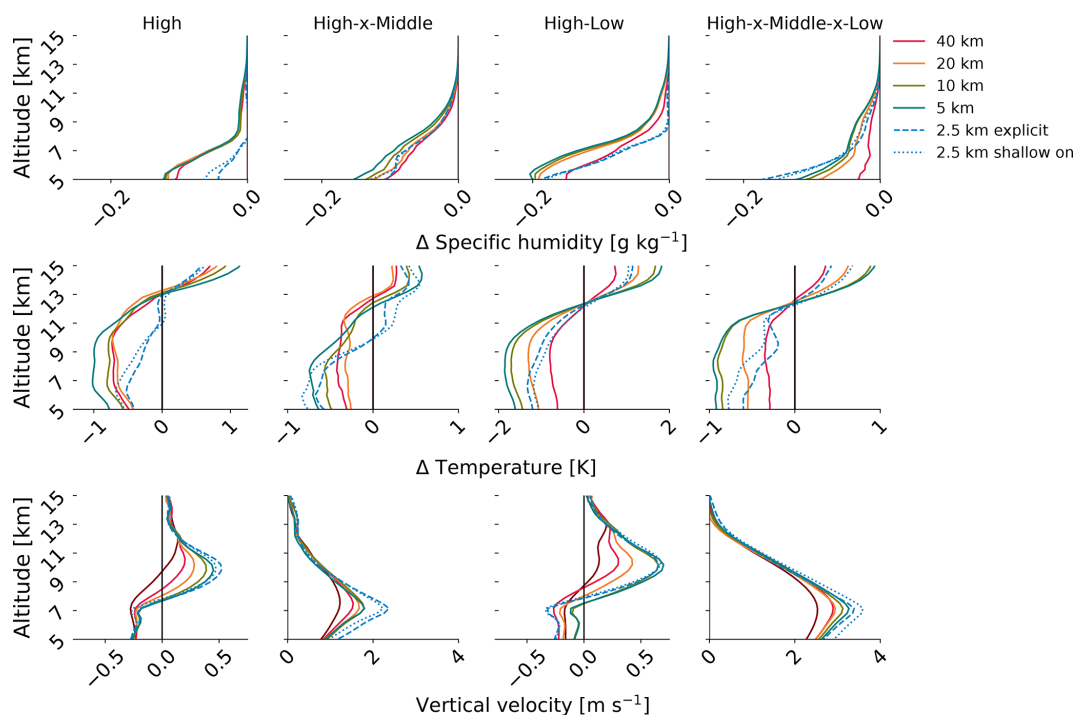 High High-x-Middle High-Low High-x-Middle-x-Low
Altitude [km]
15
13
11
9
7
5
−0.2 0.0 −0.2 0.0 −0.2 0.0 −0.2 0.0
Δ Specific humidity [g kg⁻¹]
40 km
20 km
10 km
5 km
2.5 km explicit
2.5 km shallow on
Altitude [km]
15
13
11
9
7
5
−1 0 1 −1 0 1 −2 0 2 −1 0 1
Δ Temperature [K]
Altitude [km]
15
13
11
9
7
5
−0.5 0.0 0.5 0 2 4 −0.5 0.0 0.5 0 2 4
Vertical velocity [m s⁻¹]